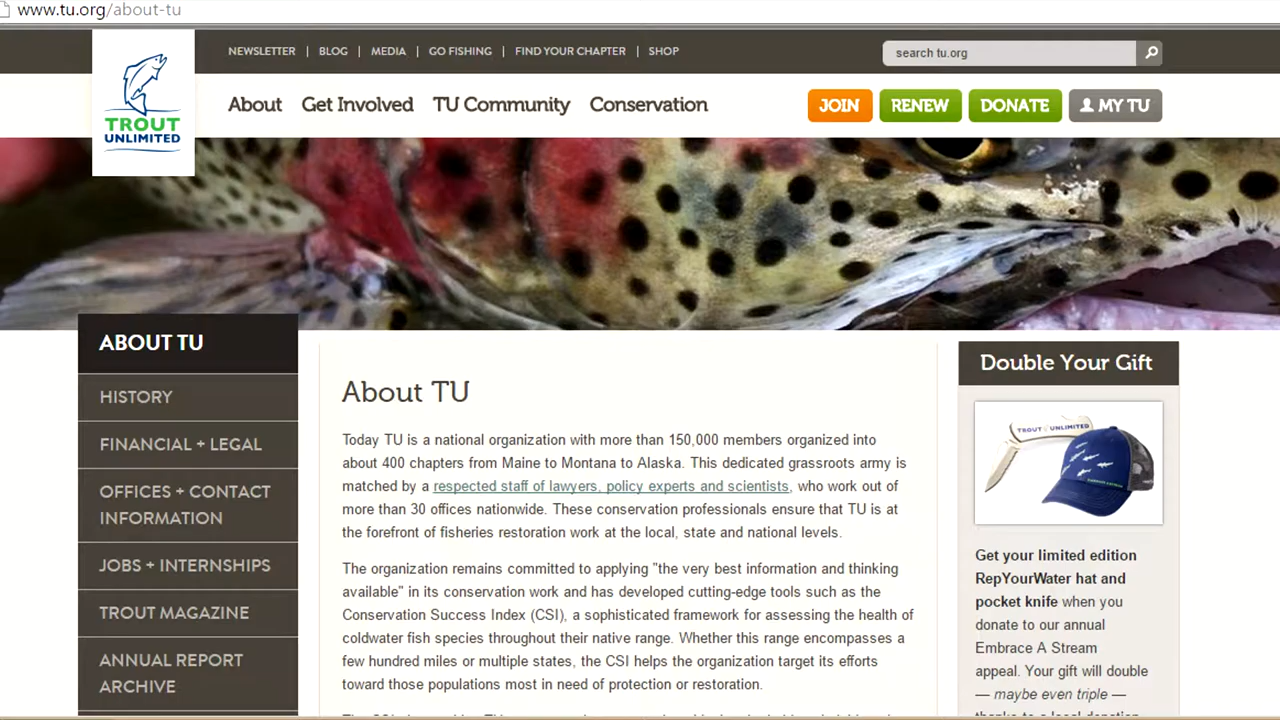 www.tu.org/about-tu
NEWSLETTER | BLOG | MEDIA | GO FISHING | FIND YOUR CHAPTER | SHOP
search tu.org
TROUT
UNLIMITED
About Get Involved TU Community Conservation
JOIN RENEW DONATE MY TU
ABOUT TU
HISTORY
FINANCIAL + LEGAL
OFFICES + CONTACT
INFORMATION
JOBS + INTERNSHIPS
TROUT MAGAZINE
ANNUAL REPORT
ARCHIVE
About TU
Today TU is a national organization with more than 150,000 members organized into
about 400 chapters from Maine to Montana to Alaska. This dedicated grassroots army is
matched by a respected staff of lawyers, policy experts and scientists, who work out of
more than 30 offices nationwide. These conservation professionals ensure that TU is at
the forefront of fisheries restoration work at the local, state and national levels.
The organization remains committed to applying "the very best information and thinking
available" in its conservation work and has developed cutting-edge tools such as the
Conservation Success Index (CSI), a sophisticated framework for assessing the health of
coldwater fish species throughout their native range. Whether this range encompasses a
few hundred miles or multiple states, the CSI helps the organization target its efforts
toward those populations most in need of protection or restoration.
Double Your Gift
TROUT UNLIMITED
Get your limited edition
RepYourWater hat and
pocket knife when you
donate to our annual
Embrace A Stream
appeal. Your gift will double
— maybe even triple —
thanks to a local donation